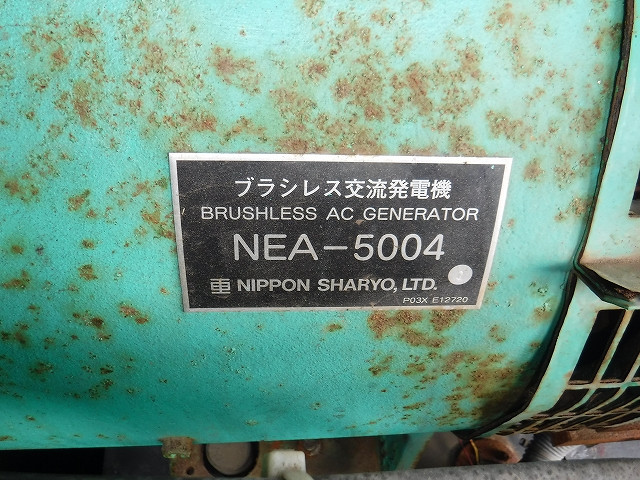 ブラシレス交流発電機
BRUSHLESS AC GENERATOR
NEA-5004
NIPPON SHARYO, LTD.
P03X E12720